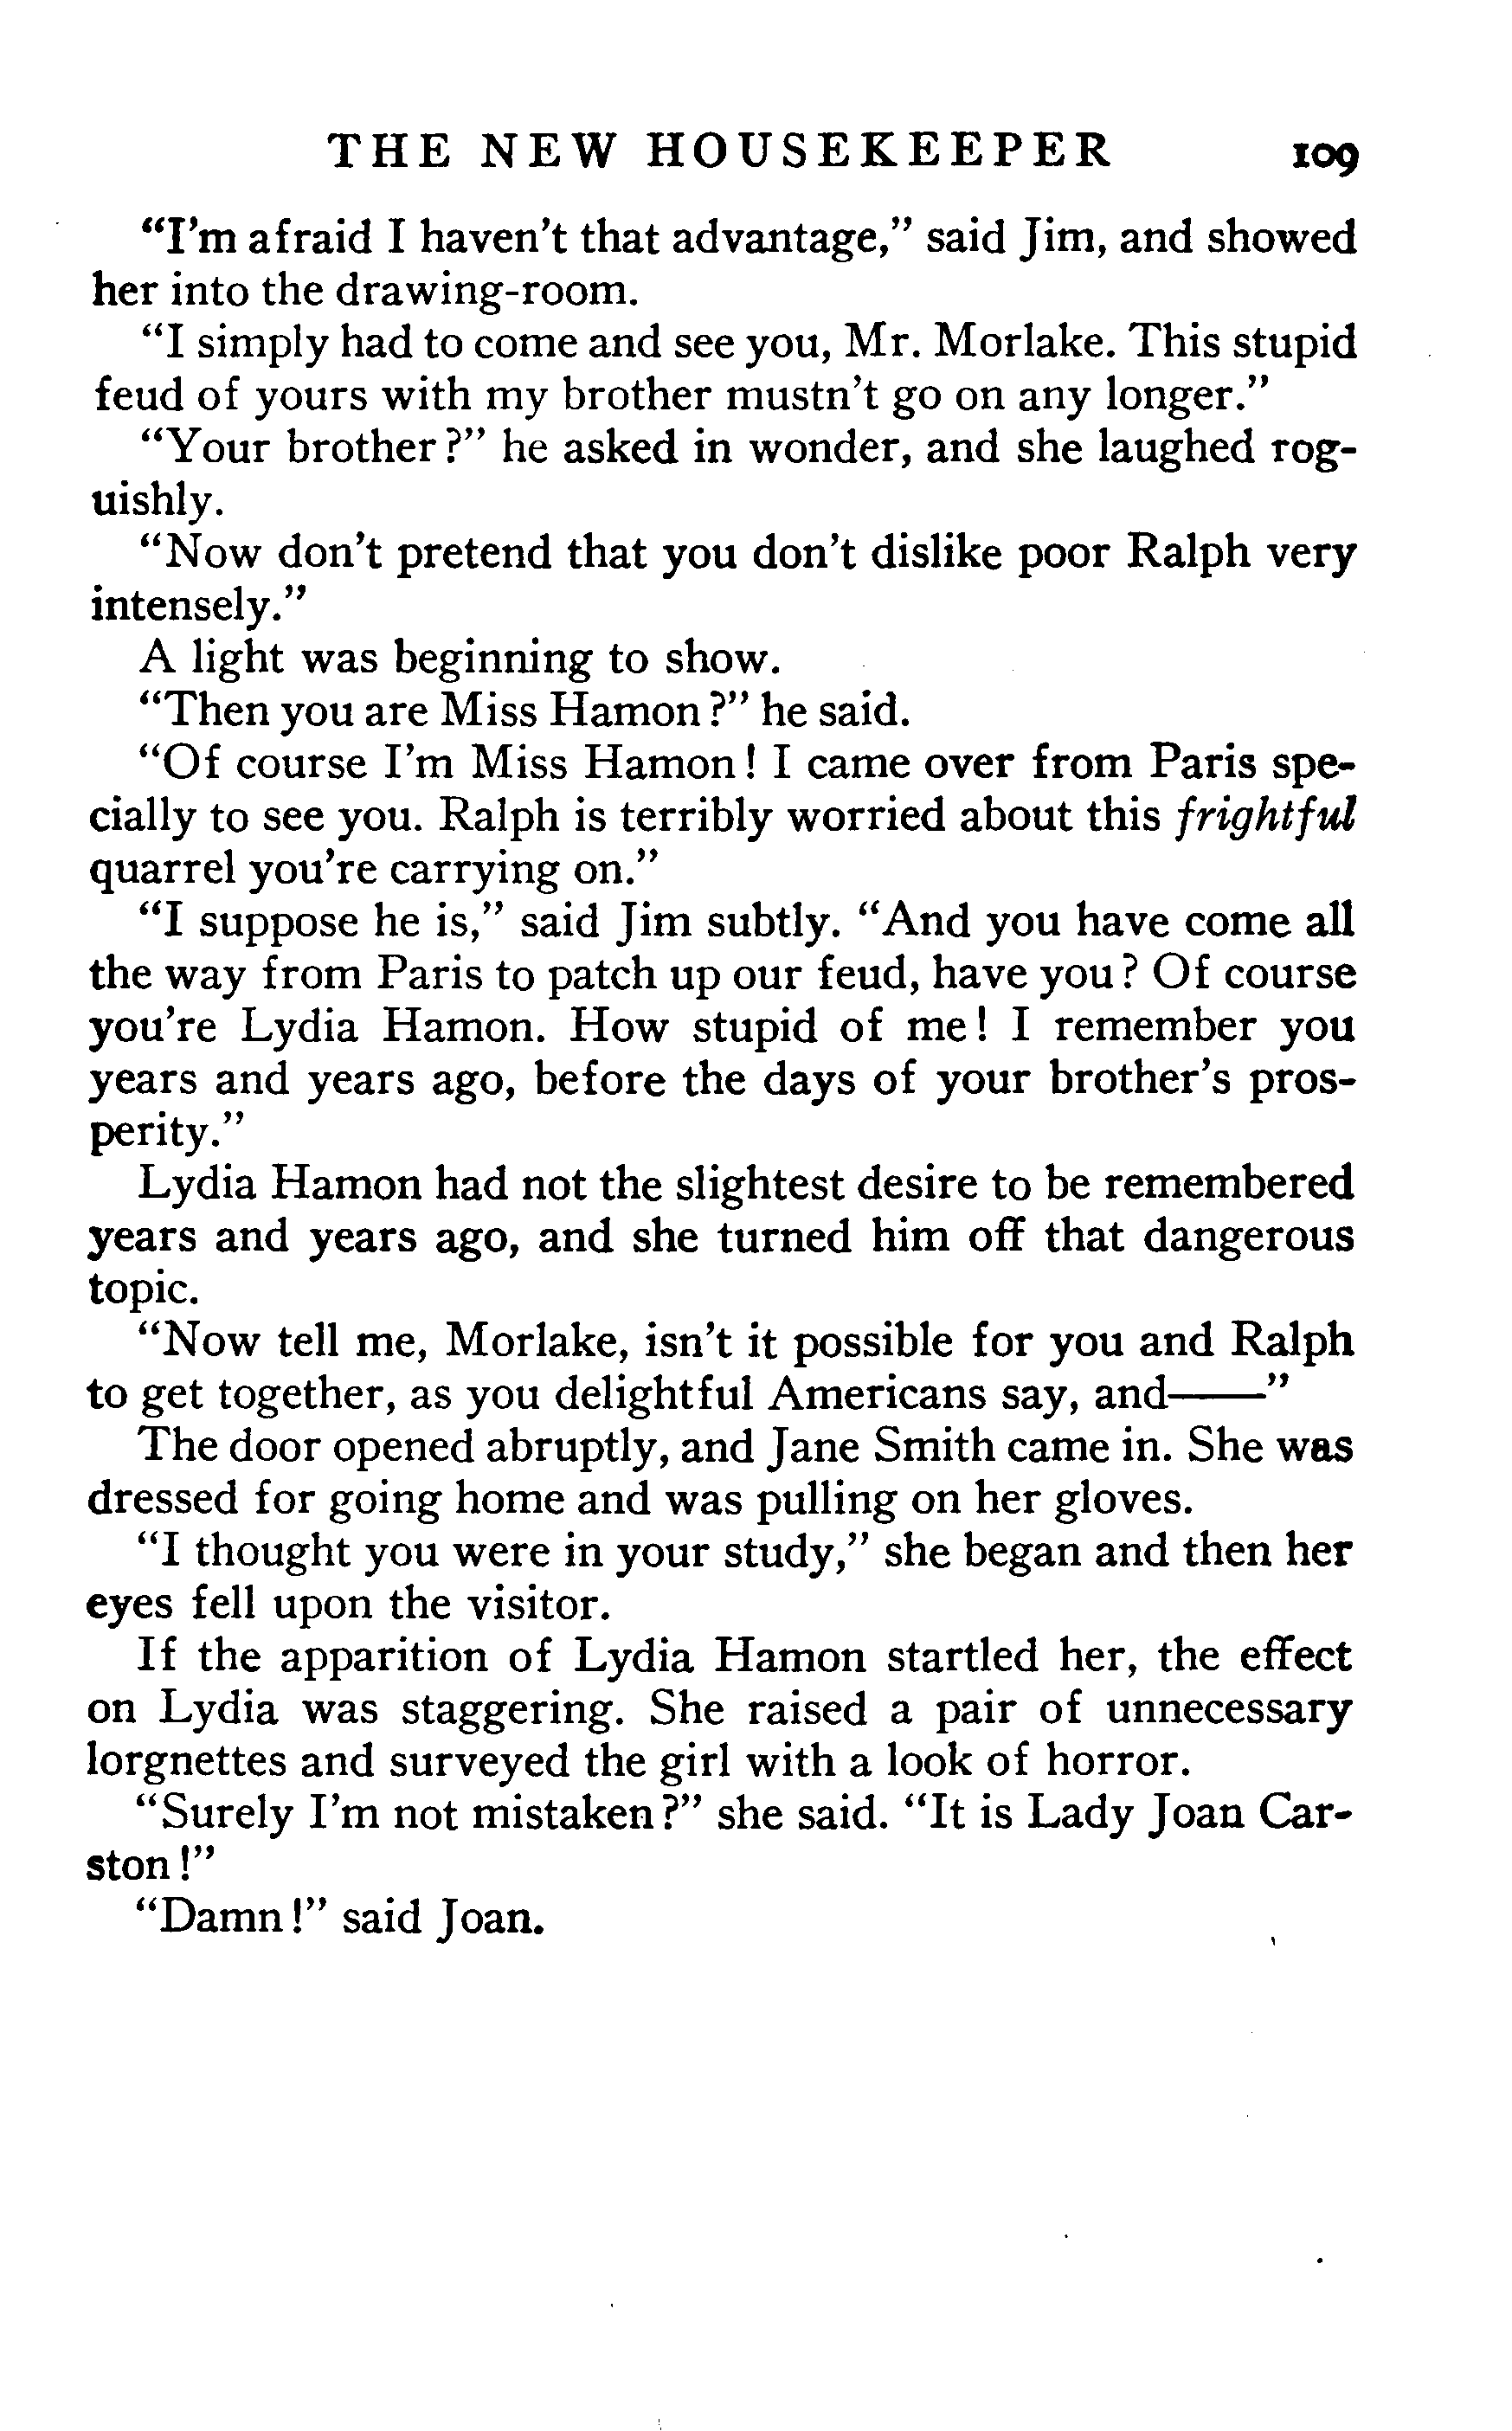 THE NEW HOUSEKEEPER 109
"I'm afraid I haven't that advantage," said Jim, and showed
her into the drawing-room.
"I simply had to come and see you, Mr. Morlake. This stupid
feud of yours with my brother mustn't go on any longer."
"Your brother?" he asked in wonder, and she laughed rog-
uishly.
"Now don't pretend that you don't dislike poor Ralph very
intensely."
A light was beginning to show.
"Then you are Miss Hamon?" he said.
"Of course I'm Miss Hamon! I came over from Paris spe-
cially to see you. Ralph is terribly worried about this frightful
quarrel you're carrying on."
"I suppose he is," said Jim subtly. "And you have come all
the way from Paris to patch up our feud, have you? Of course
you're Lydia Hamon. How stupid of me! I remember you
years and years ago, before the days of your brother's pros-
perity."
Lydia Hamon had not the slightest desire to be remembered
years and years ago, and she turned him off that dangerous
topic.
"Now tell me, Morlake, isn't it possible for you and Ralph
to get together, as you delightful Americans say, and——"
The door opened abruptly, and Jane Smith came in. She was
dressed for going home and was pulling on her gloves.
"I thought you were in your study," she began and then her
eyes fell upon the visitor.
If the apparition of Lydia Hamon startled her, the effect
on Lydia was staggering. She raised a pair of unnecessary
lorgnettes and surveyed the girl with a look of horror.
"Surely I'm not mistaken?" she said. "It is Lady Joan Car-
ston!"
"Damn!" said Joan.